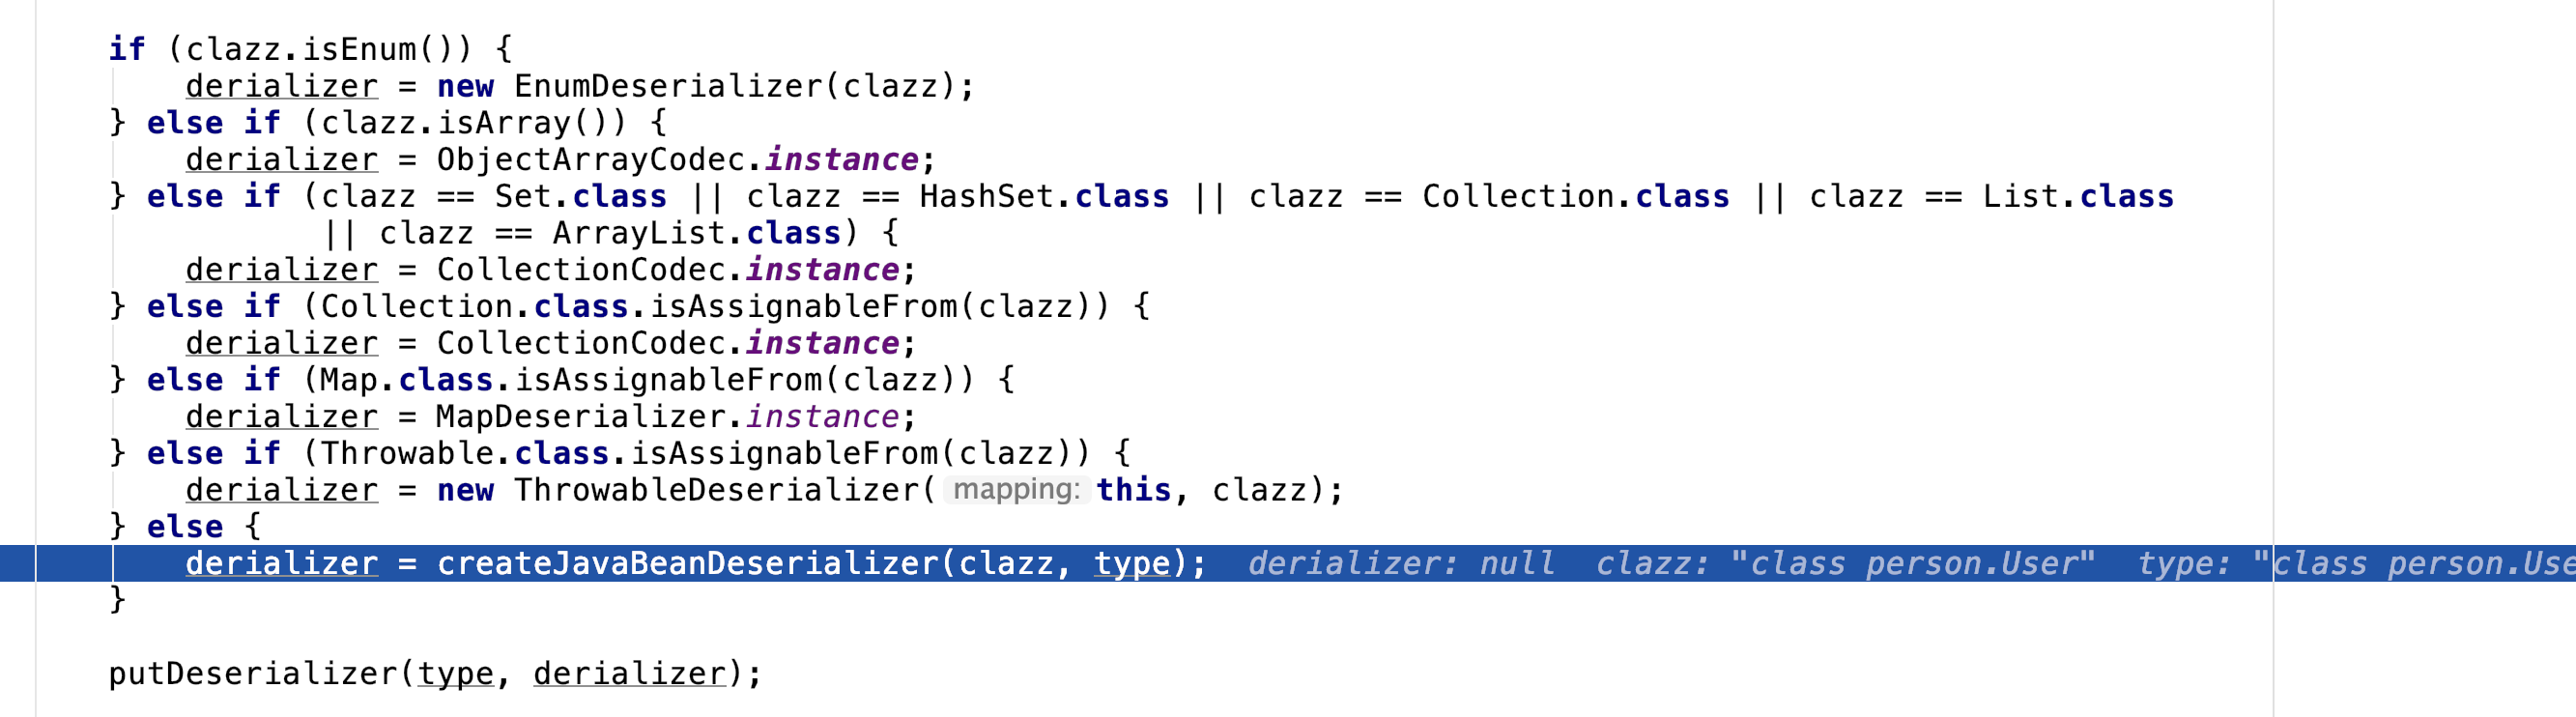 if (clazz.isEnum()) {
    derializer = new EnumDeserializer(clazz);
} else if (clazz.isArray()) {
    derializer = ObjectArrayCodec.instance;
} else if (clazz == Set.class || clazz == HashSet.class || clazz == Collection.class || clazz == List.class
           || clazz == ArrayList.class) {
    derializer = CollectionCodec.instance;
} else if (Collection.class.isAssignableFrom(clazz)) {
    derializer = CollectionCodec.instance;
} else if (Map.class.isAssignableFrom(clazz)) {
    derializer = MapDeserializer.instance;
} else if (Throwable.class.isAssignableFrom(clazz)) {
    derializer = new ThrowableDeserializer( mapping: this, clazz);
} else {
    derializer = createJavaBeanDeserializer(clazz, type);  derializer: null  clazz: "class person.User"  type: "class person.Use
}
putDeserializer(type, derializer);